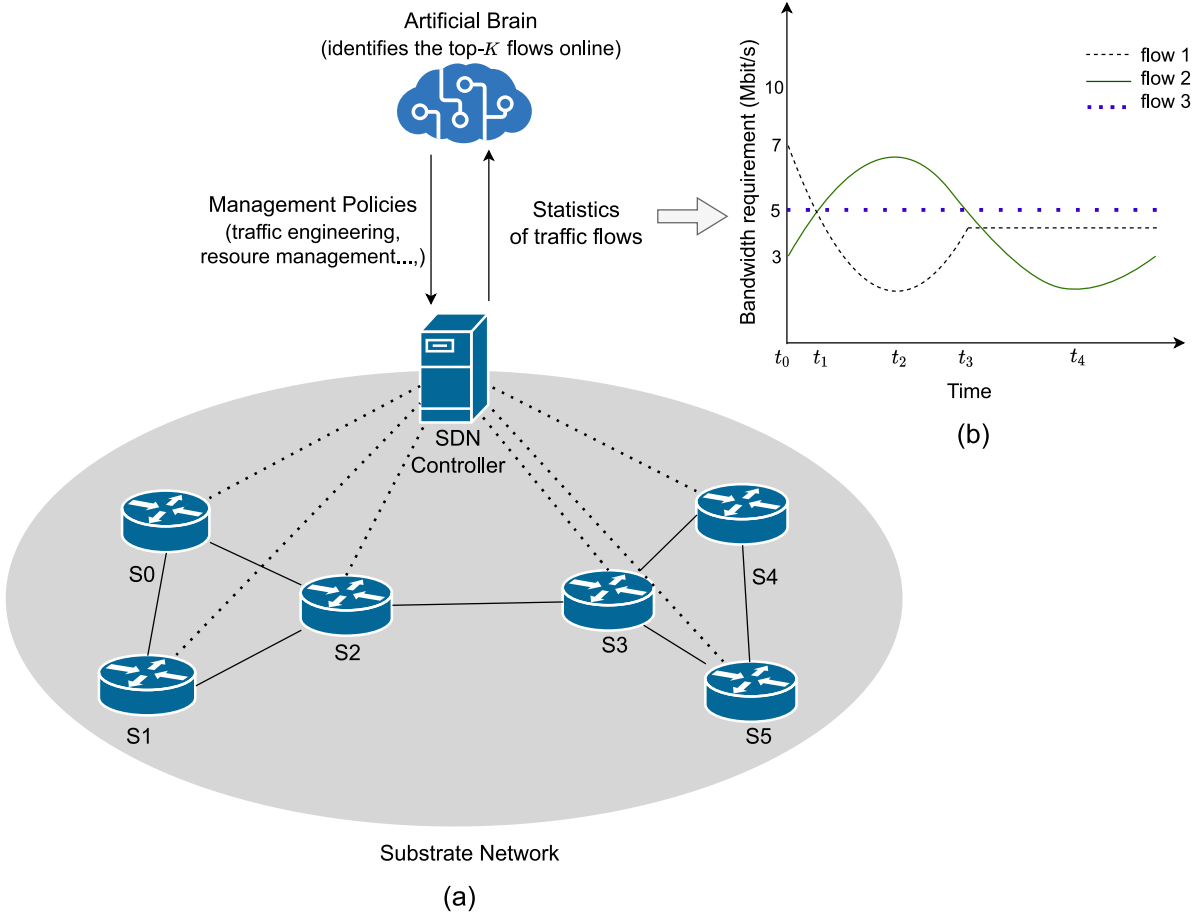 Artificial Brain
(identifies the top-K flows online)
Management Policies
(traffic engineering,
resoure management...,)
Statistics
of traffic flows
SDN
Controller
S0
S1
S2
S3
S4
S5
Substrate Network
(a)
Bandwidth requirement (Mbit/s)
10
7
5
3
flow 1
flow 2
flow 3
t0 t1 t2 t3 t4
Time
(b)